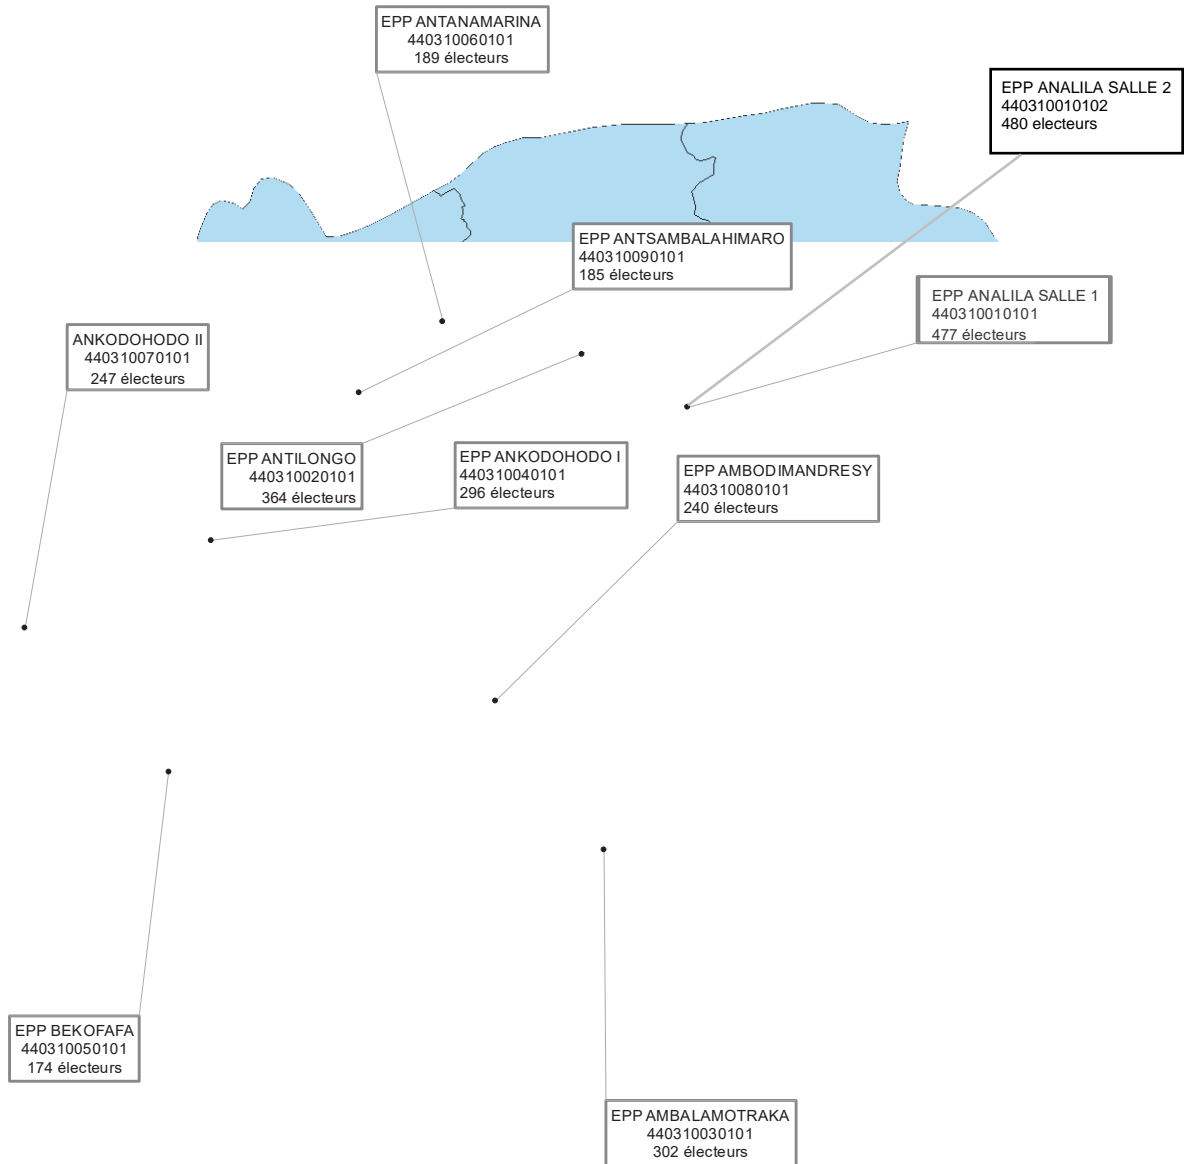 EPP ANTANAMARINA
440310060101
189 électeurs
EPP ANALILA SALLE 2
440310010102
480 electeurs
EPP ANTSAMBALAHIMARO
440310090101
185 électeurs
EPP ANALILA SALLE 1
440310010101
477 électeurs
ANKODOHODO II
440310070101
247 électeurs
EPP ANTILONGO
440310020101
364 électeurs
EPP ANKODOHODO I
440310040101
296 électeurs
EPP AMBODIMANDRESY
440310080101
240 électeurs
EPP BEKOFAFA
440310050101
174 électeurs
EPP AMBALAMOTRAKA
440310030101
302 électeurs